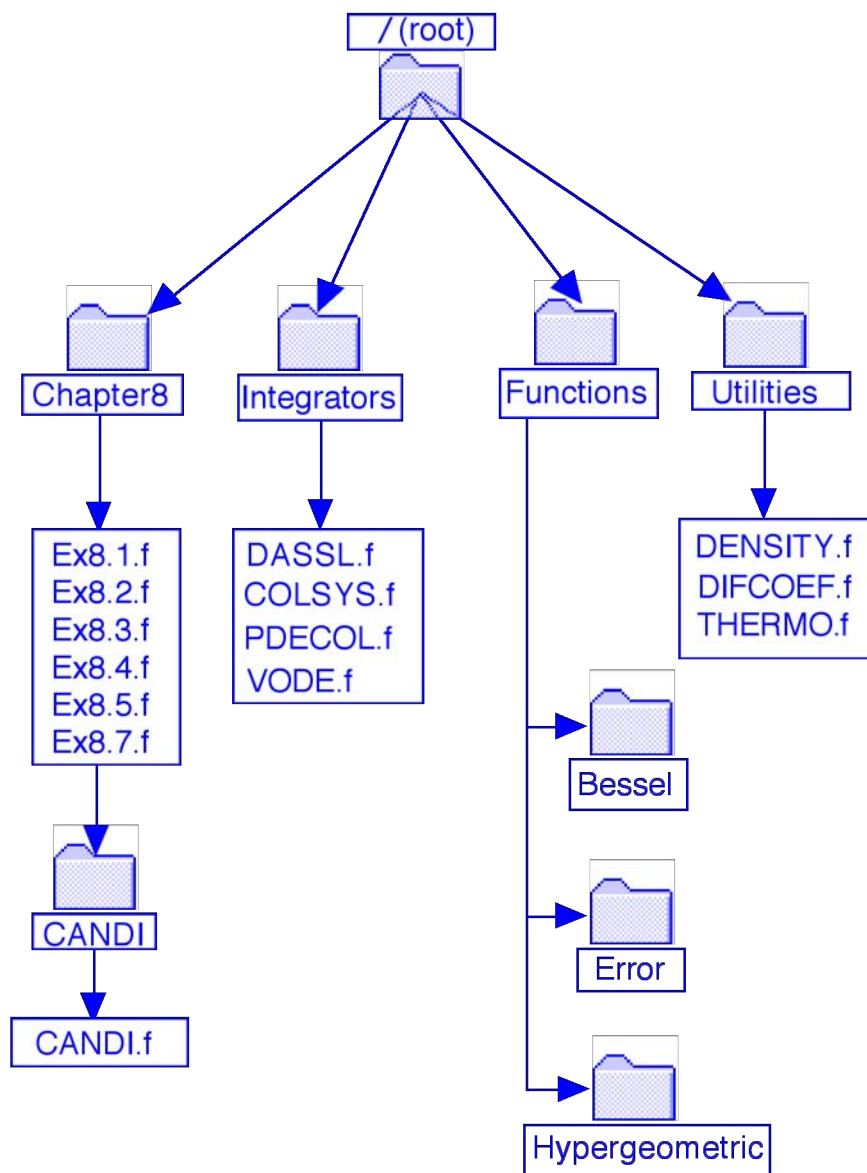 / (root)
Chapter8
Integrators
Functions
Utilities
Ex8.1.f
Ex8.2.f
Ex8.3.f
Ex8.4.f
Ex8.5.f
Ex8.7.f
DASSL.f
COLSYS.f
PDECOL.f
VODE.f
DENSITY.f
DIFCOEF.f
THERMO.f
CANDI
CANDI.f
Bessel
Error
Hypergeometric